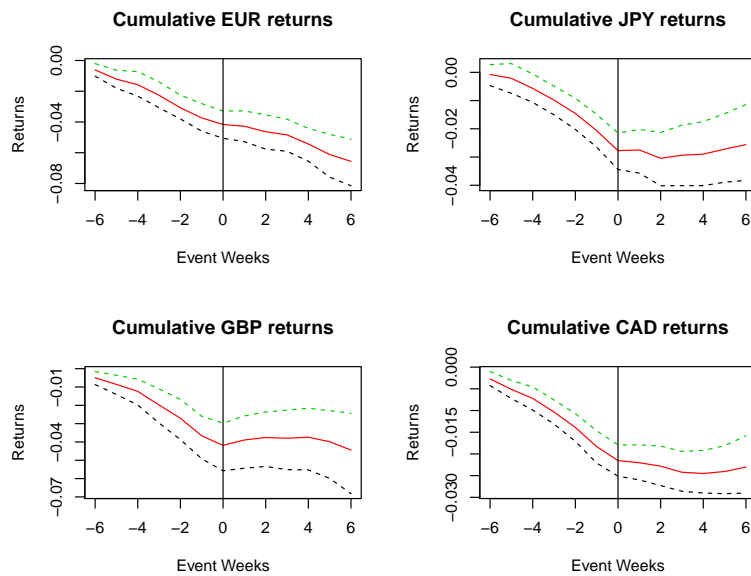 Cumulative EUR returns
Returns
0.00
−0.04
−0.08
−6 −4 −2 0 2 4 6
Event Weeks
Cumulative JPY returns
Returns
0.00
−0.02
−0.04
−6 −4 −2 0 2 4 6
Event Weeks
Cumulative GBP returns
Returns
−0.01
−0.04
−0.07
−6 −4 −2 0 2 4 6
Event Weeks
Cumulative CAD returns
Returns
0.000
−0.015
−0.030
−6 −4 −2 0 2 4 6
Event Weeks